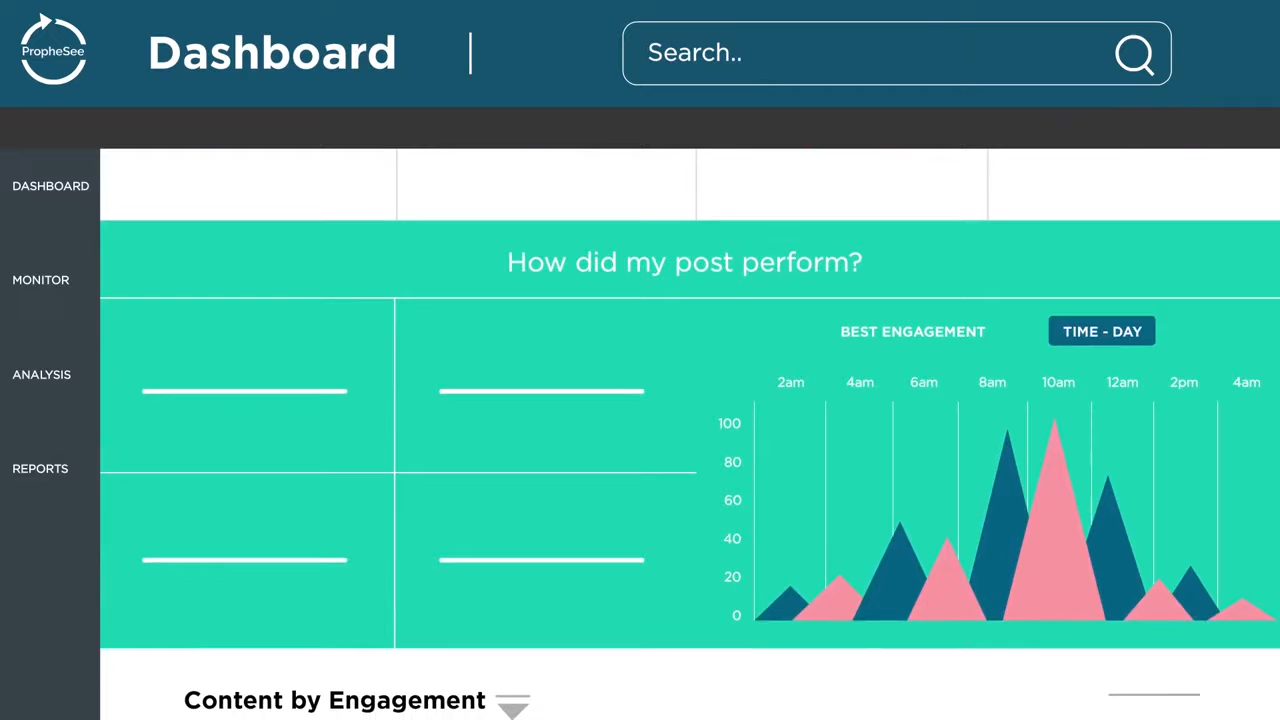 PropheSee
Dashboard
Search..
DASHBOARD
MONITOR
ANALYSIS
REPORTS
How did my post perform?
BEST ENGAGEMENT
TIME - DAY
2am 4am 6am 8am 10am 12am 2pm 4am
100
80
60
40
20
0
Content by Engagement